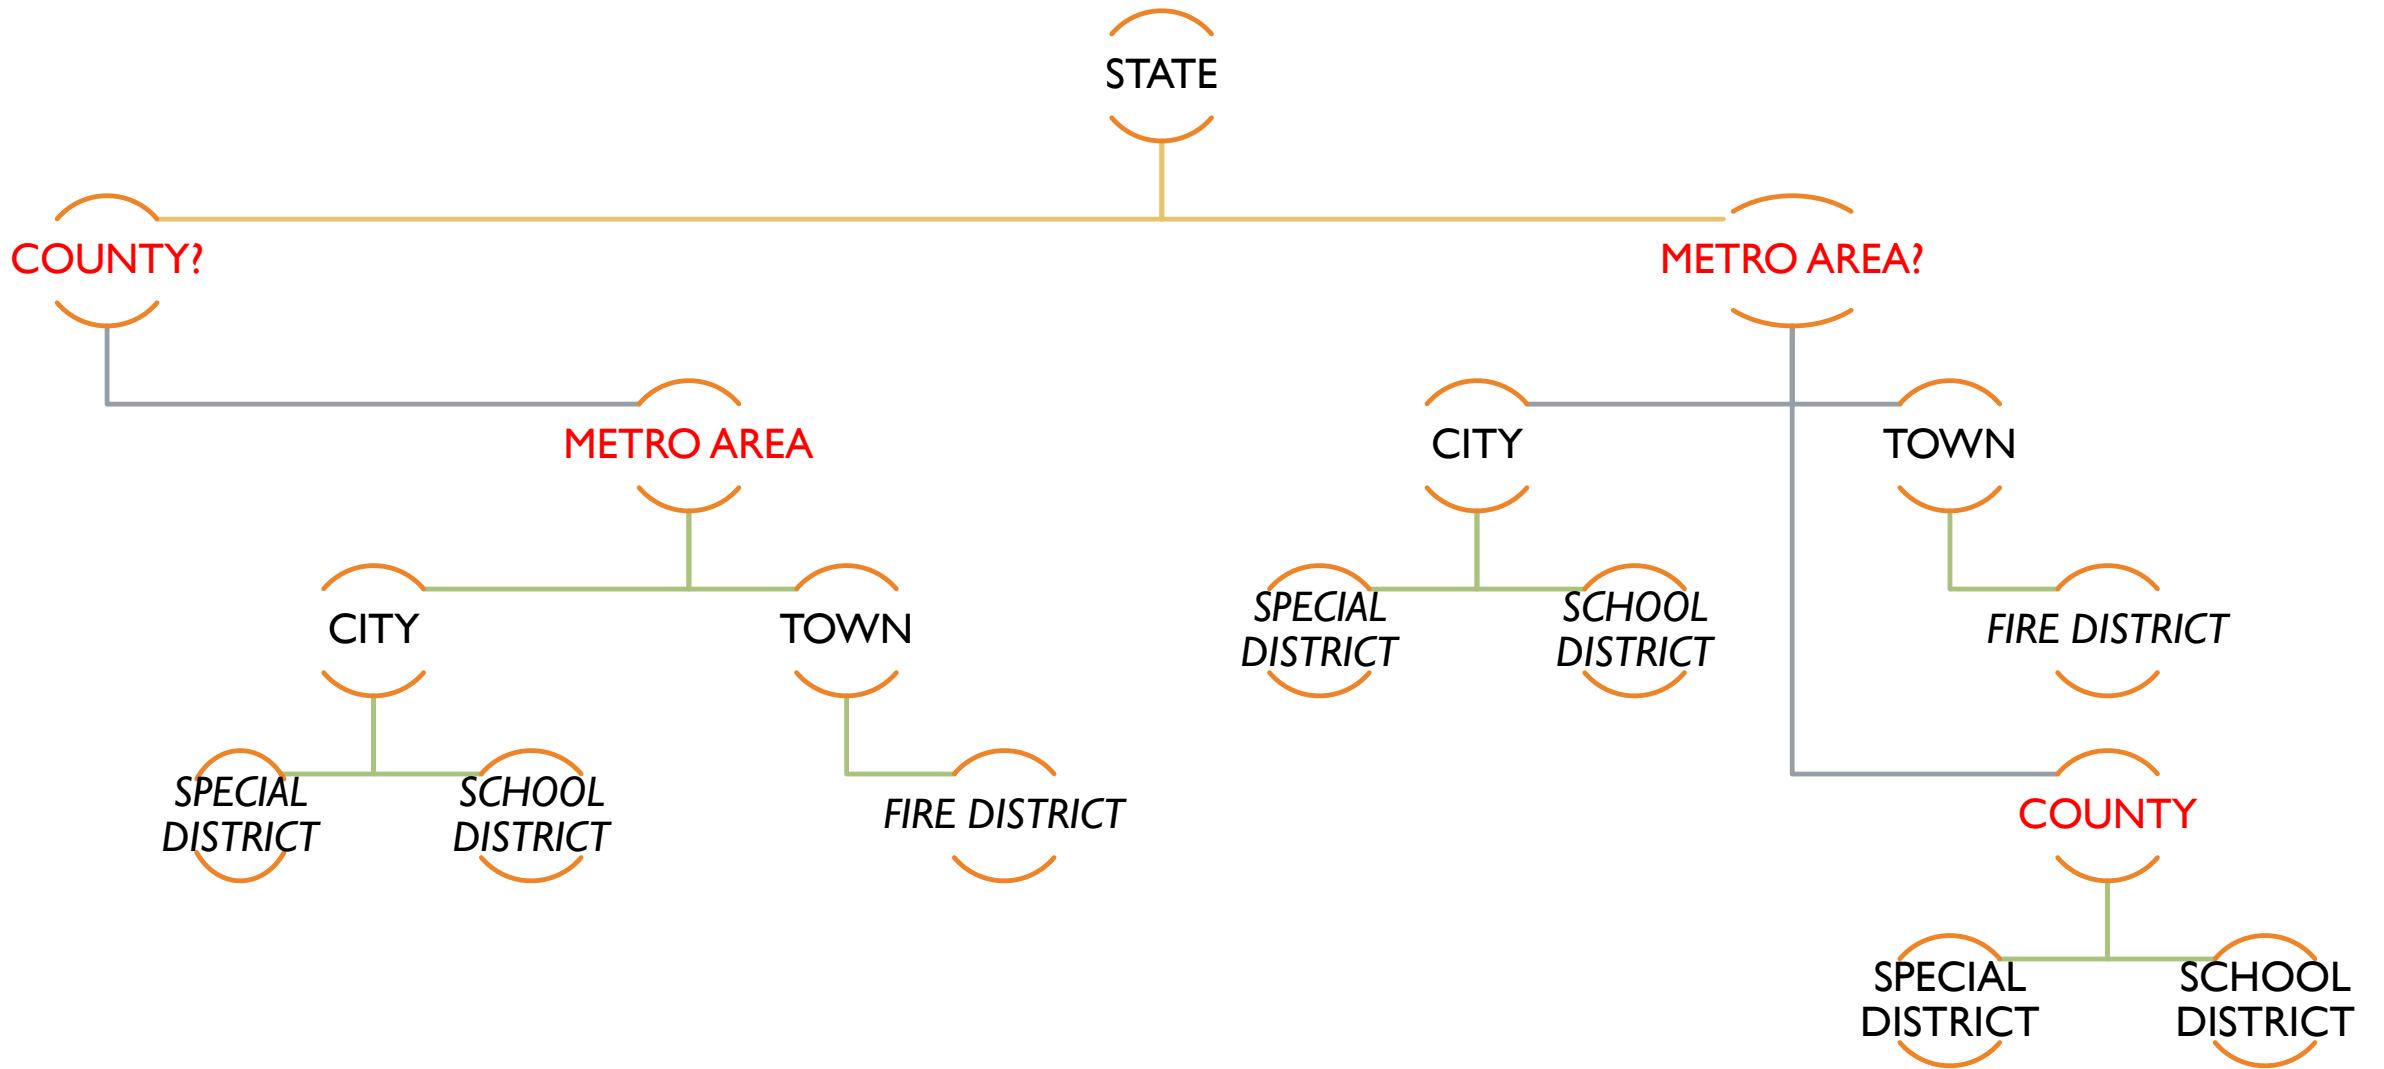 STATE
COUNTY?
METRO AREA?
METRO AREA
CITY
TOWN
CITY
TOWN
SPECIAL
DISTRICT
SCHOOL
DISTRICT
FIRE DISTRICT
SPECIAL
DISTRICT
SCHOOL
DISTRICT
FIRE DISTRICT
COUNTY
SPECIAL
DISTRICT
SCHOOL
DISTRICT